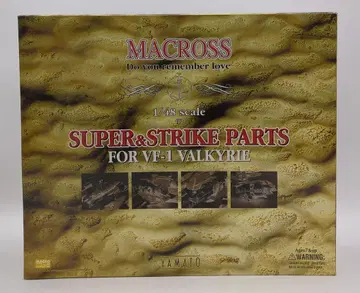 MACROSS
Do you remember love
1/48 scale
SUPER&STRIKE PARTS
FOR VF-1 VALKYRIE
YAMATO
WARNING: